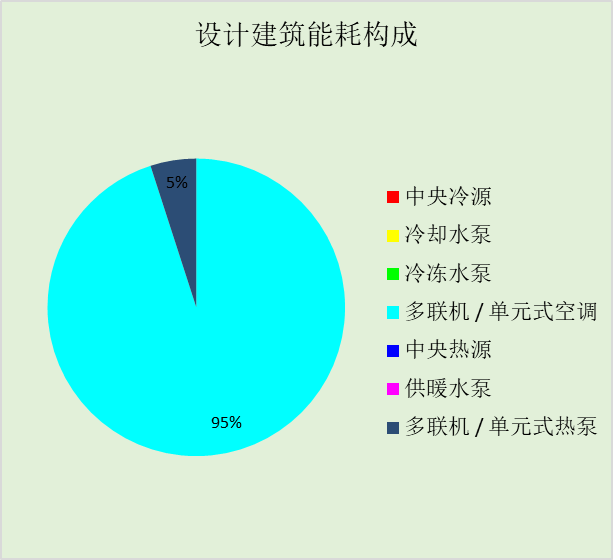 设计建筑能耗构成
5%
95%
中央冷源
冷却水泵
冷冻水泵
多联机 / 单元式空调
中央热源
供暖水泵
多联机 / 单元式热泵